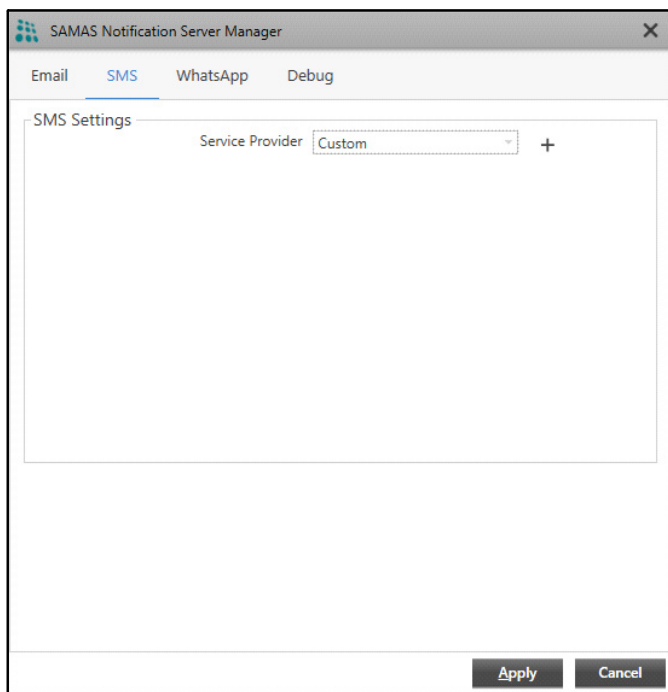 SAMAS Notification Server Manager
Email SMS WhatsApp Debug
SMS Settings
Service Provider Custom +
Apply Cancel